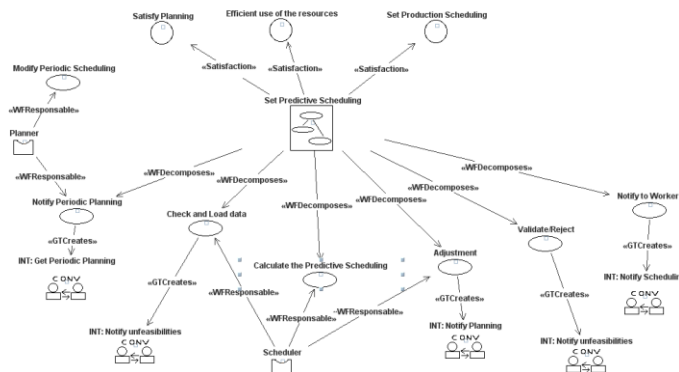 Satisfy Planning
Efficient use of the resources
Set Production Scheduling
«Satisfaction»
«Satisfaction»
«Satisfaction»
Modify Periodic Scheduling
«WFResponsable»
Planner
«WFResponsable»
Set Predictive Scheduling
«WFDecomposes»
«WFDecomposes»
«WFDecomposes»
«WFDecomposes»
«WFDecomposes»
«WFDecomposes»
Notify Periodic Planning
Check and Load data
Notify to Worker
Validate/Reject
«GTCreates»
INT: Get Periodic Planning
CONV
Calculate the Predictive Scheduling
Adjustment
«GTCreates»
INT: Notify Schedulin
CONV
«GTCreates»
«WFResponsable»
«WFResponsable»
«WFResponsable»
«GTCreates»
«GTCreates»
INT: Notify unfeasibilities
CONV
Scheduler
INT: Notify Planning
CONV
INT: Notify unfeasibilities
CONV